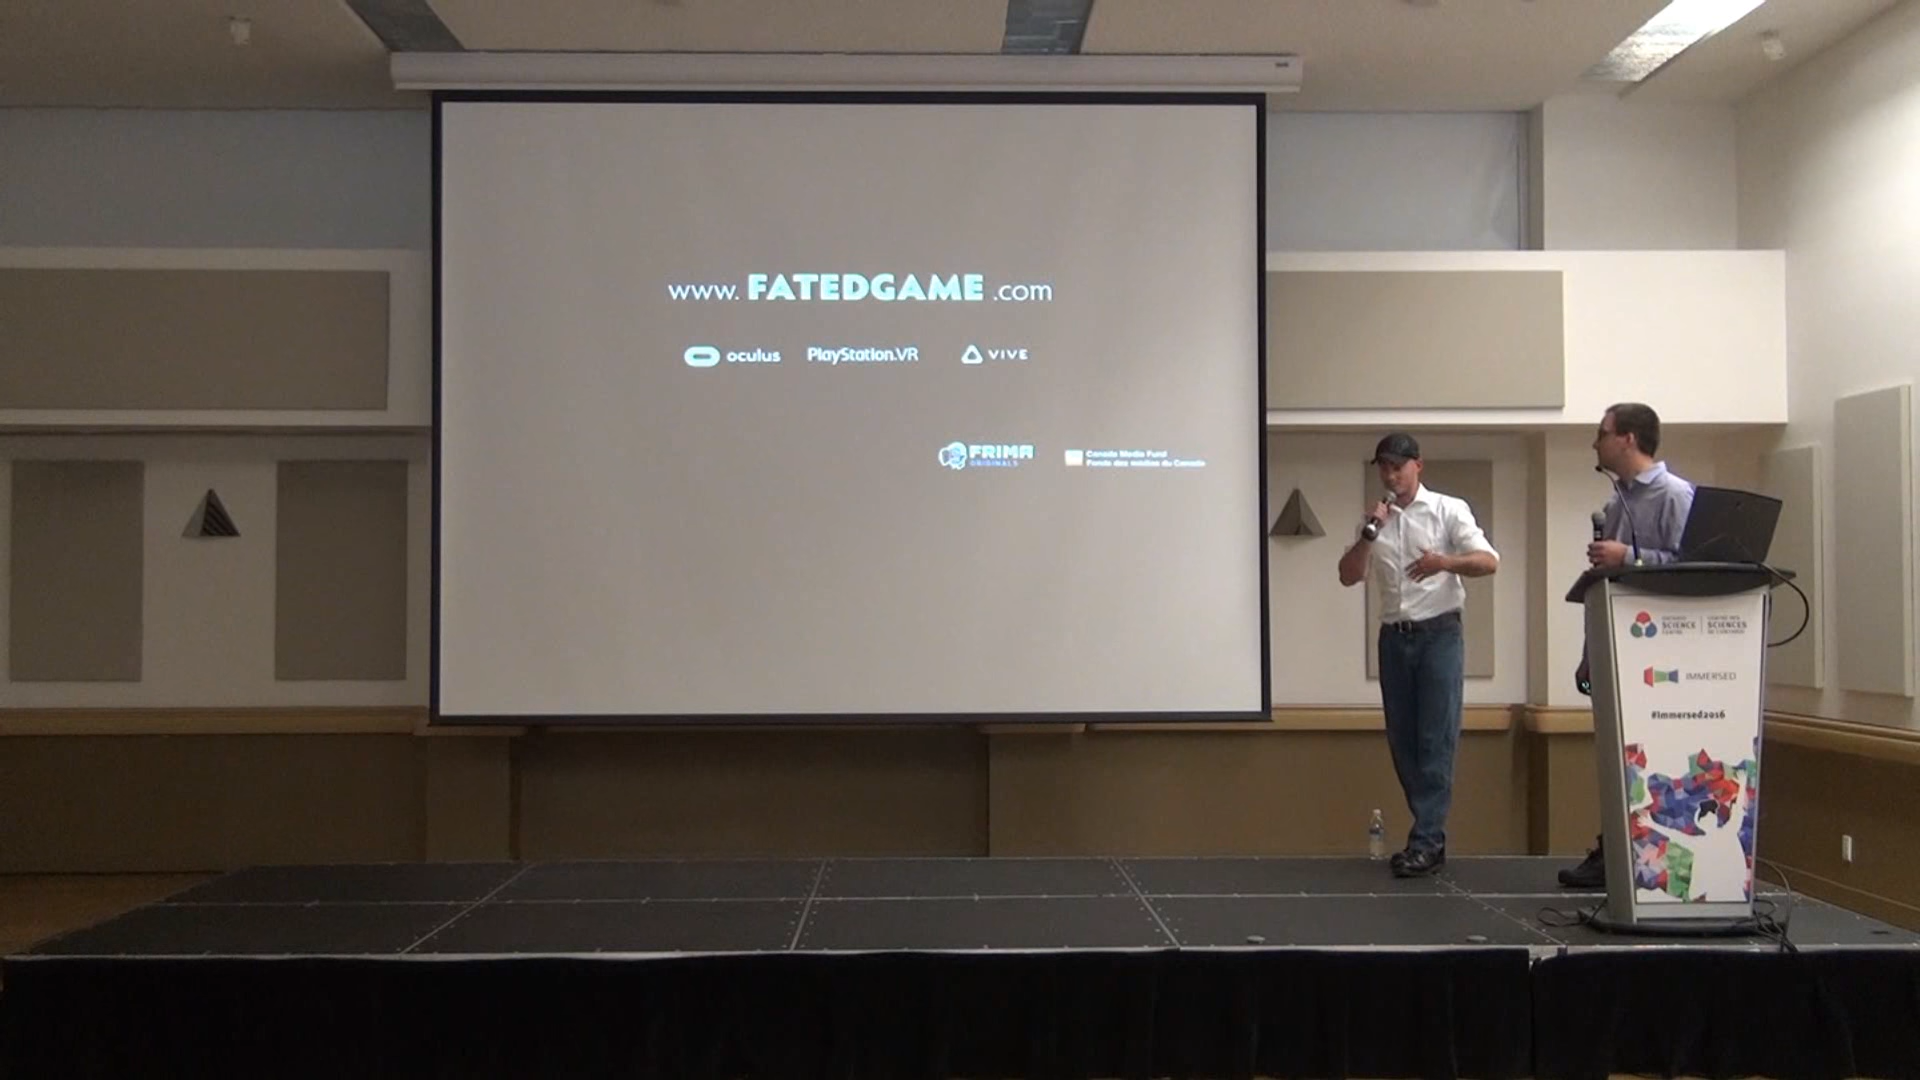 www. FATEDGAME .com
oculus PlayStation.VR VIVE
FRIMA
ORIGINALS
Canada Media Fund
Fonds des médias du Canada
ONTARIO
SCIENCE
CENTRE
CENTRE DES
SCIENCES
DE L'ONTARIO
IMMERSED
#immersed2016